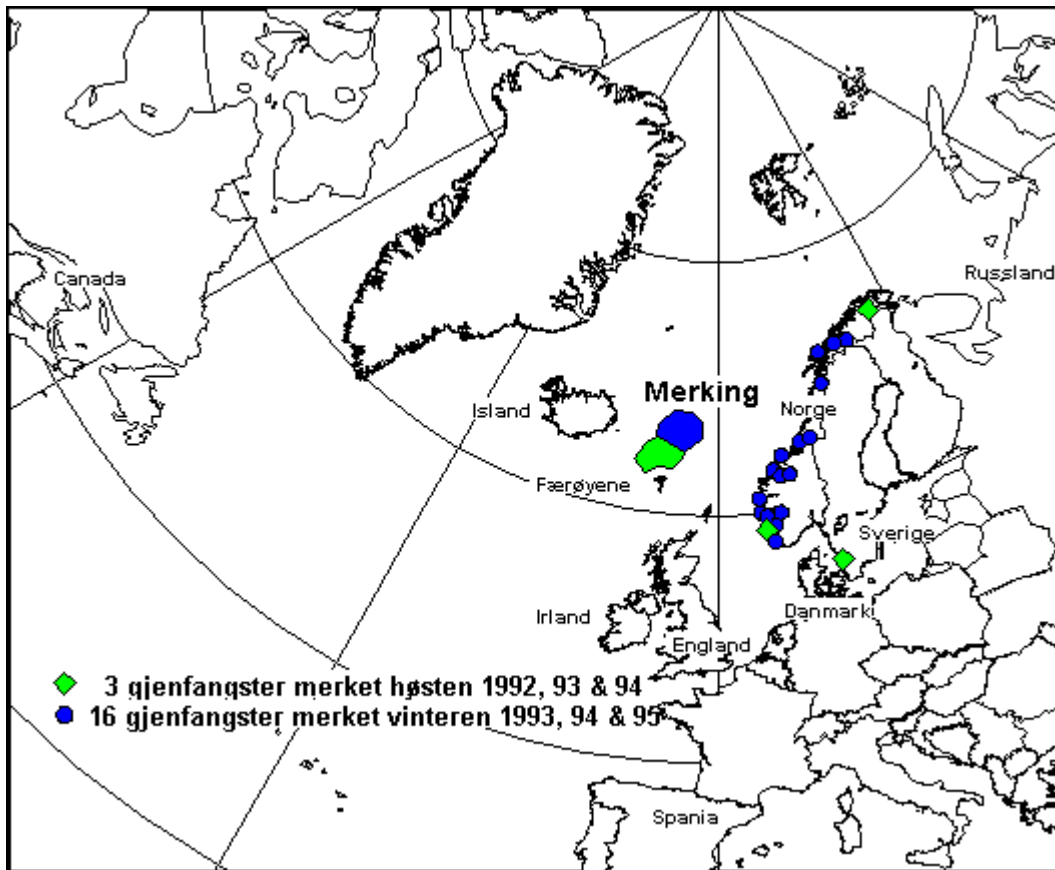 Canada
Russland
Merking
Island
Norge
Færøyene
Sverige
Irland
Danmark
England
3 gjenfangster merket høsten 1992, 93 & 94
16 gjenfangster merket vinteren 1993, 94 & 95
Spania